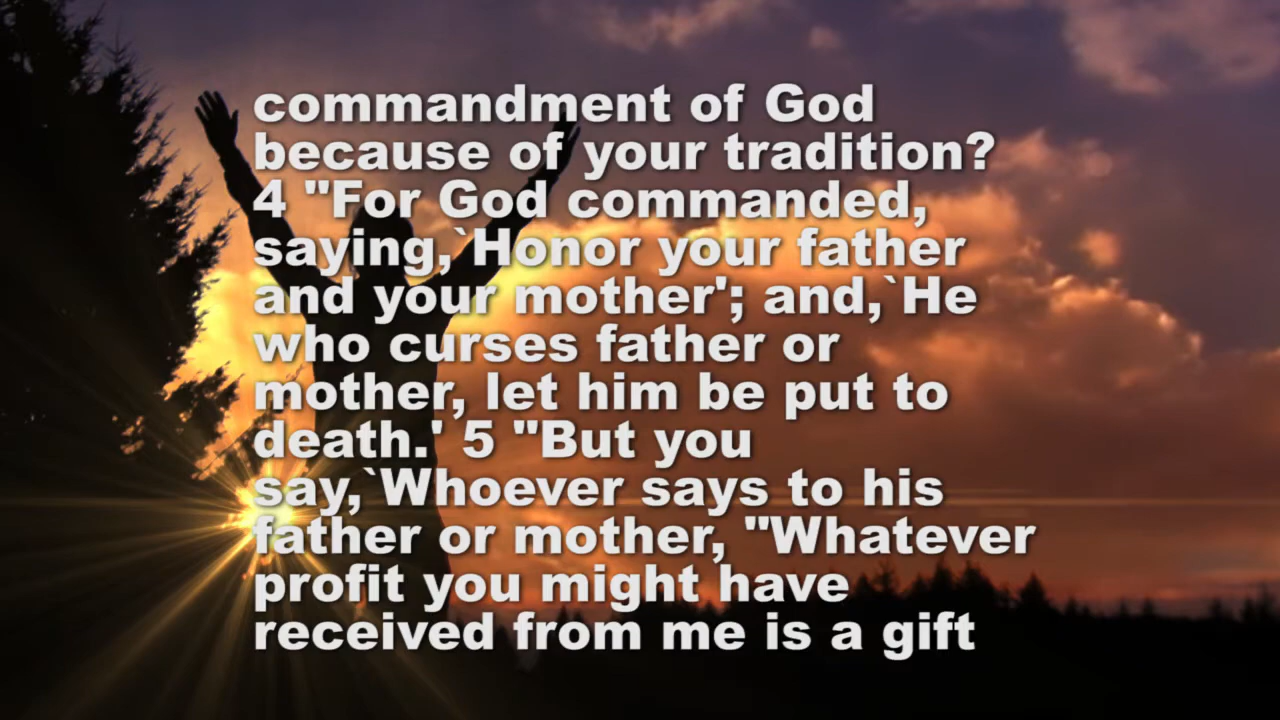 commandment of God
because of your tradition?
4 "For God commanded,
saying,`Honor your father
and your mother'; and,`He
who curses father or
mother, let him be put to
death.' 5 "But you
say,`Whoever says to his
father or mother, "Whatever
profit you might have
received from me is a gift